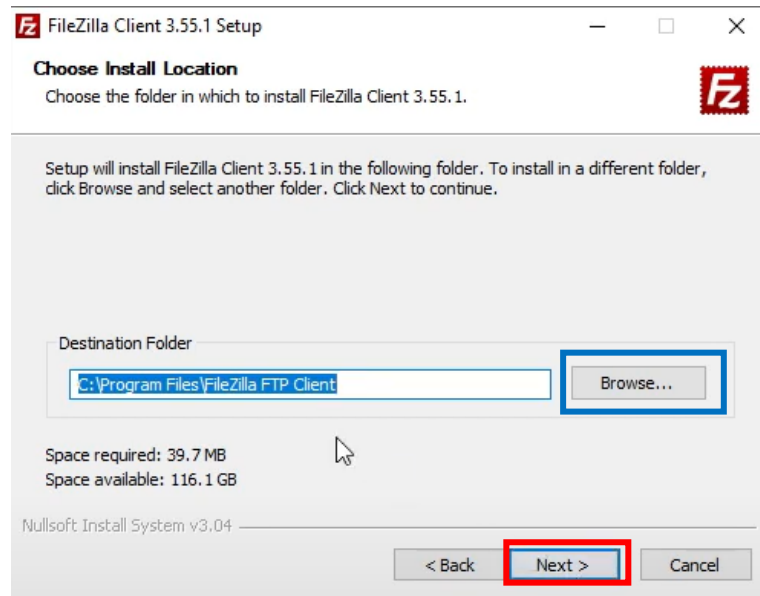 FileZilla Client 3.55.1 Setup
Choose Install Location
Choose the folder in which to install FileZilla Client 3.55.1.
Fz
Setup will install FileZilla Client 3.55.1 in the following folder. To install in a different folder,
click Browse and select another folder. Click Next to continue.
Destination Folder
C:\Program Files\FileZilla FTP Client
Browse...
Space required: 39.7 MB
Space available: 116.1 GB
Nullsoft Install System v3.04
< Back
Next >
Cancel